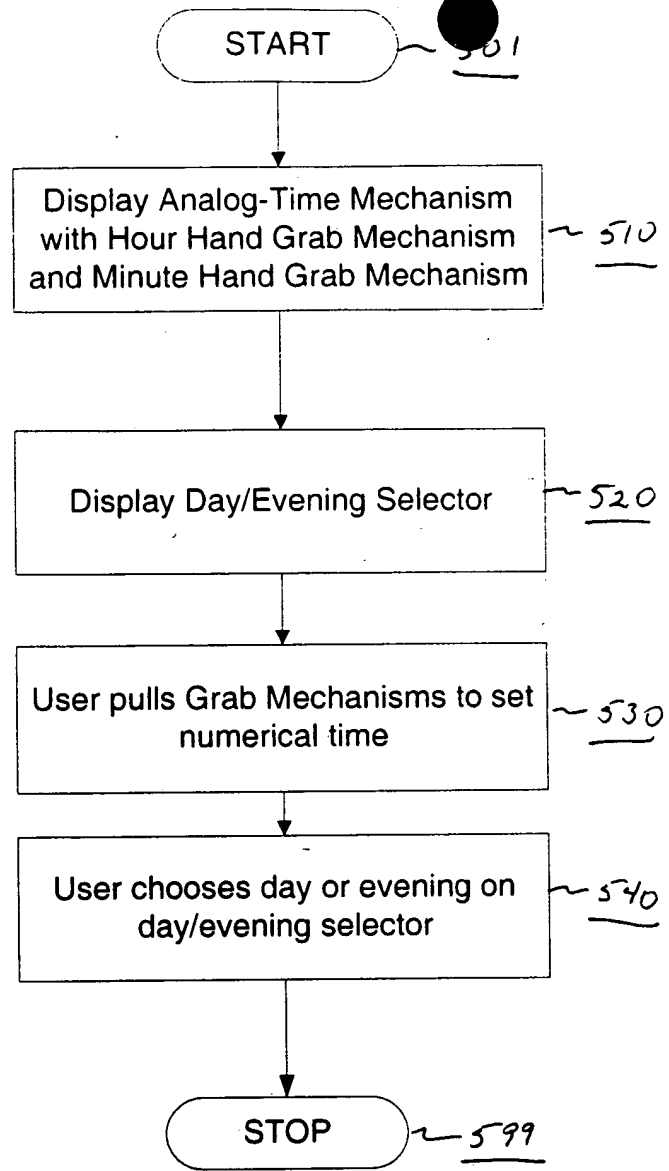 START
Display Analog-Time Mechanism
with Hour Hand Grab Mechanism
and Minute Hand Grab Mechanism
510
Display Day/Evening Selector
520
User pulls Grab Mechanisms to set
numerical time
530
User chooses day or evening on
day/evening selector
540
STOP
599